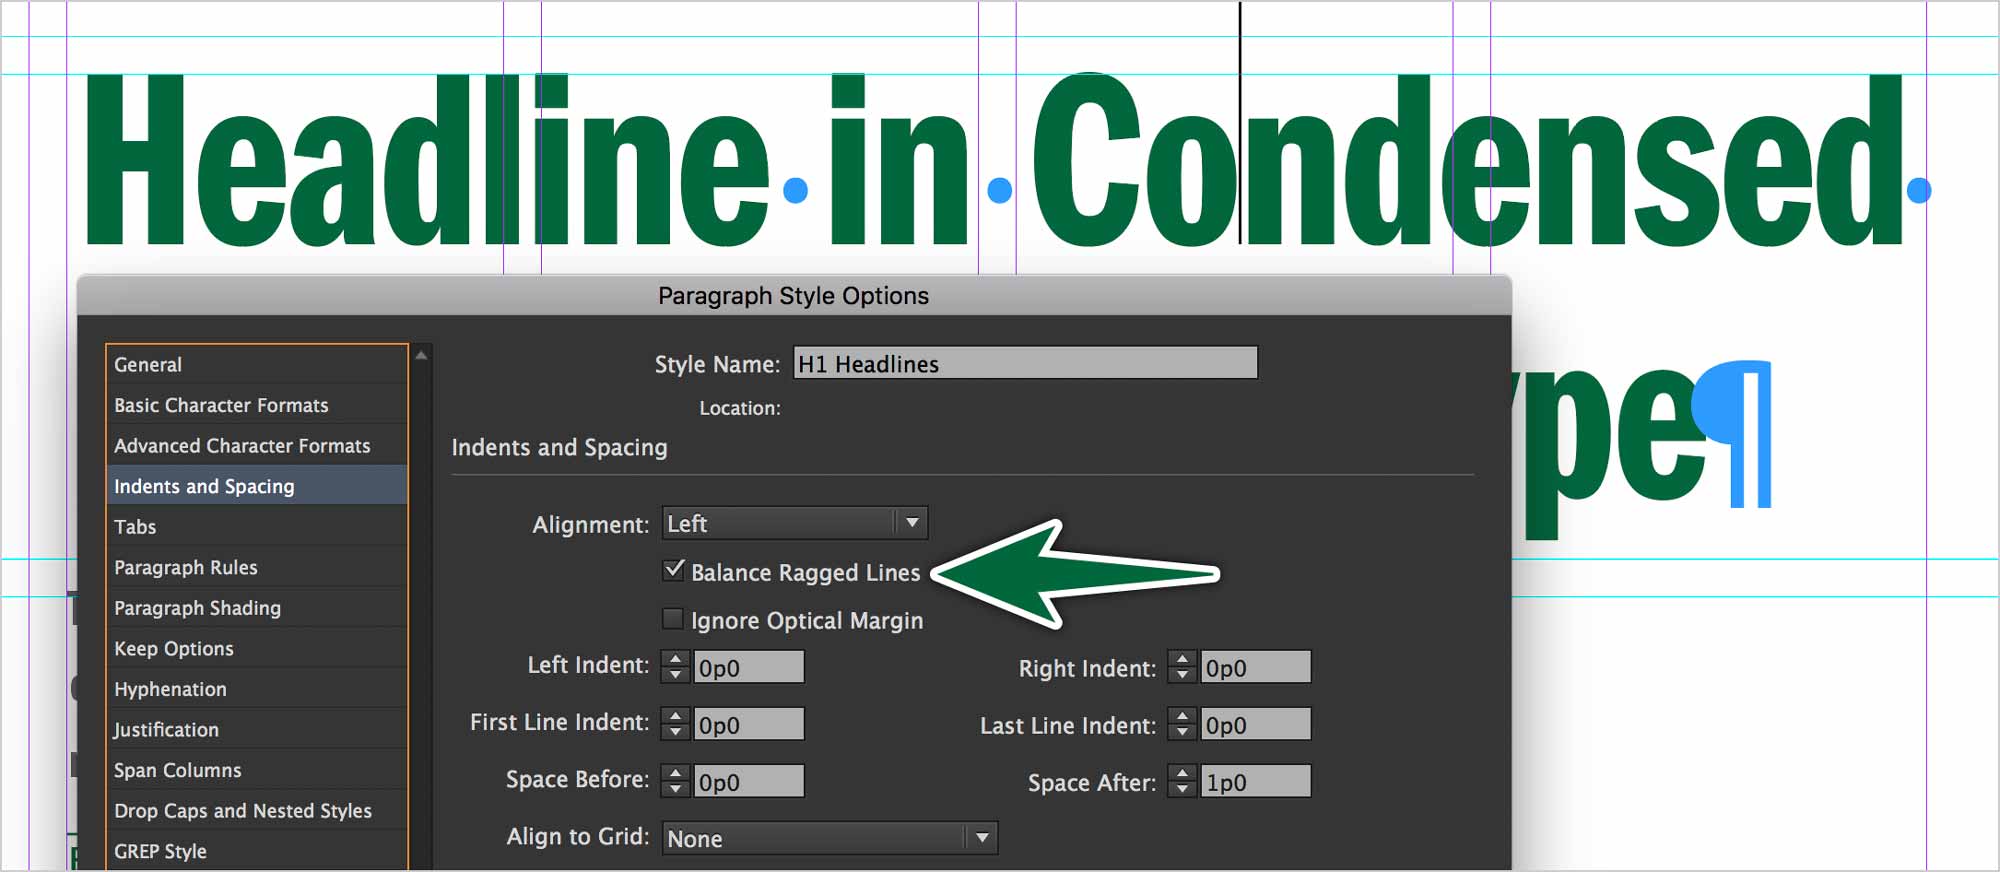 Headline in Condensed
ype¶
Paragraph Style Options
General
Basic Character Formats
Advanced Character Formats
Indents and Spacing
Tabs
Paragraph Rules
Paragraph Shading
Keep Options
Hyphenation
Justification
Span Columns
Drop Caps and Nested Styles
GREP Style
Style Name: H1 Headlines
Location:
Indents and Spacing
Alignment: Left
Balance Ragged Lines
Ignore Optical Margin
Left Indent: 0p0 Right Indent: 0p0
First Line Indent: 0p0 Last Line Indent: 0p0
Space Before: 0p0 Space After: 1p0
Align to Grid: None